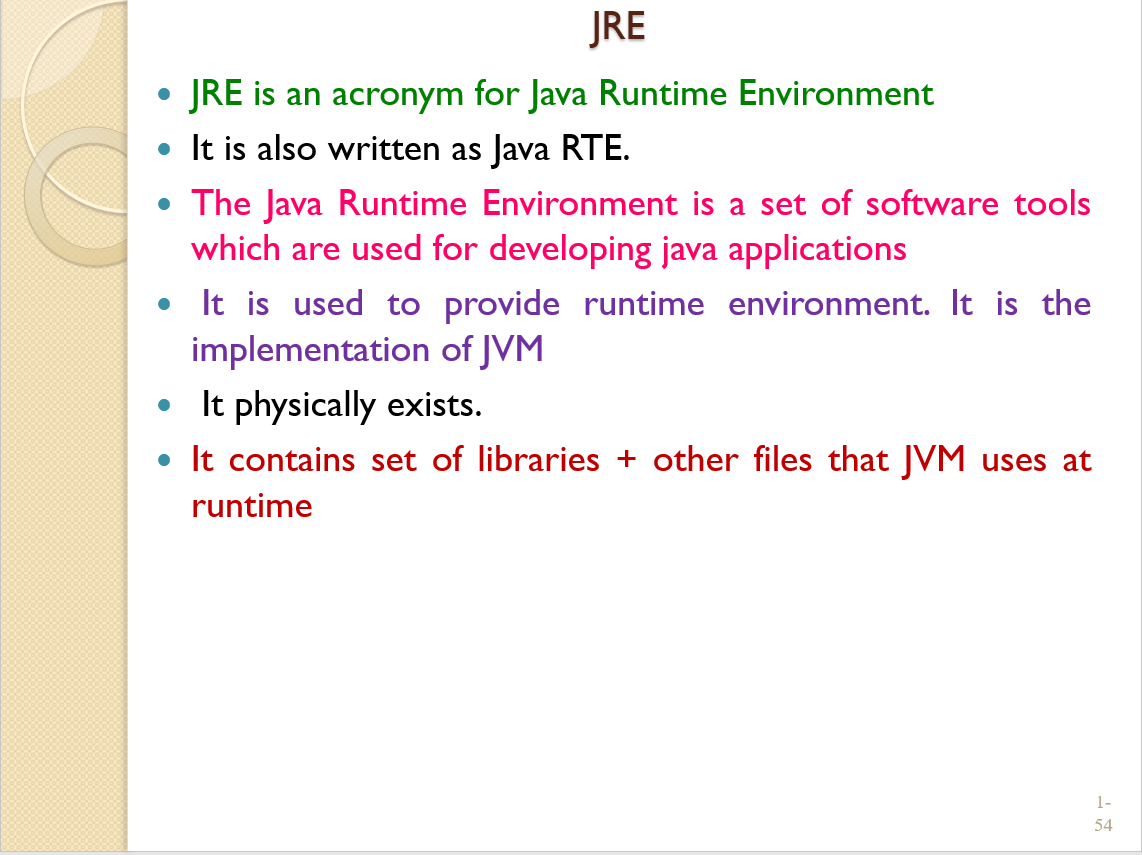 JRE
• JRE is an acronym for Java Runtime Environment
• It is also written as Java RTE.
• The Java Runtime Environment is a set of software tools
which are used for developing java applications
• It is used to provide runtime environment. It is the
implementation of JVM
• It physically exists.
• It contains set of libraries + other files that JVM uses at
runtime
1-
54